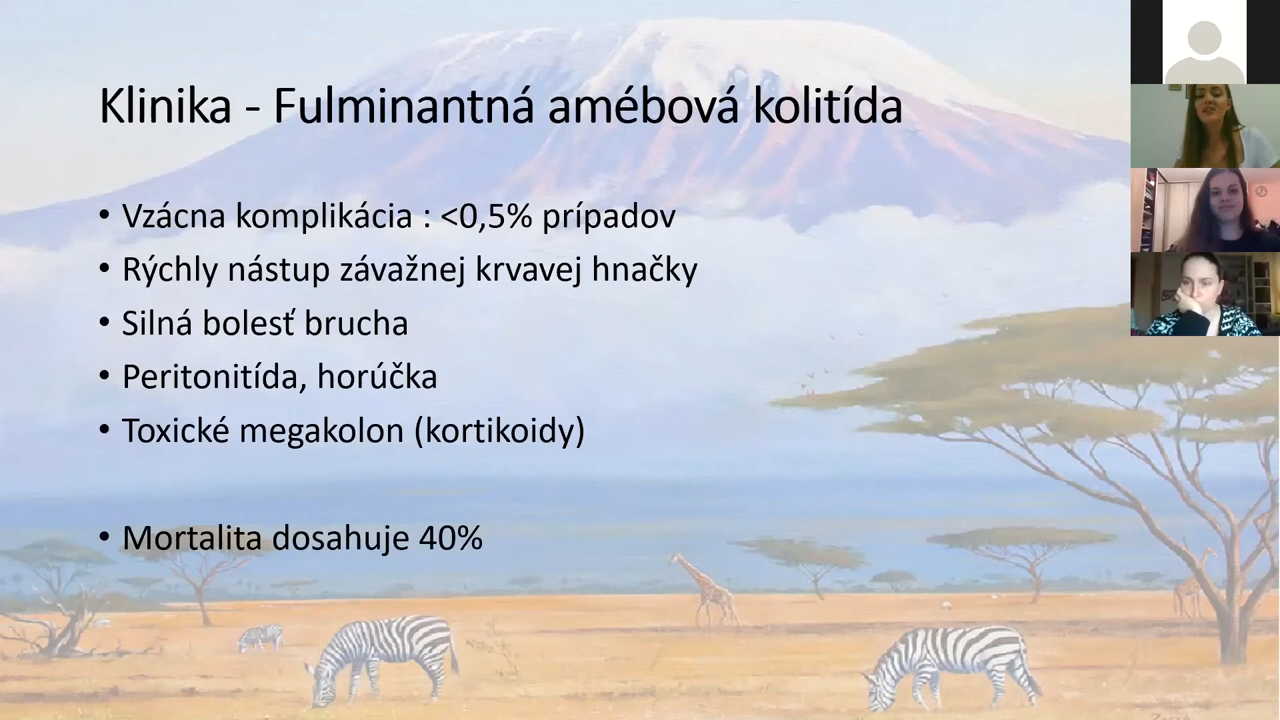 Klinika - Fulminantná amébová kolitída
• Vzácna komplikácia : <0,5% prípadov
• Rýchly nástup závažnej krvavej hnačky
• Silná bolesť brucha
• Peritonitída, horúčka
• Toxické megakolon (kortikoidy)
• Mortalita dosahuje 40%